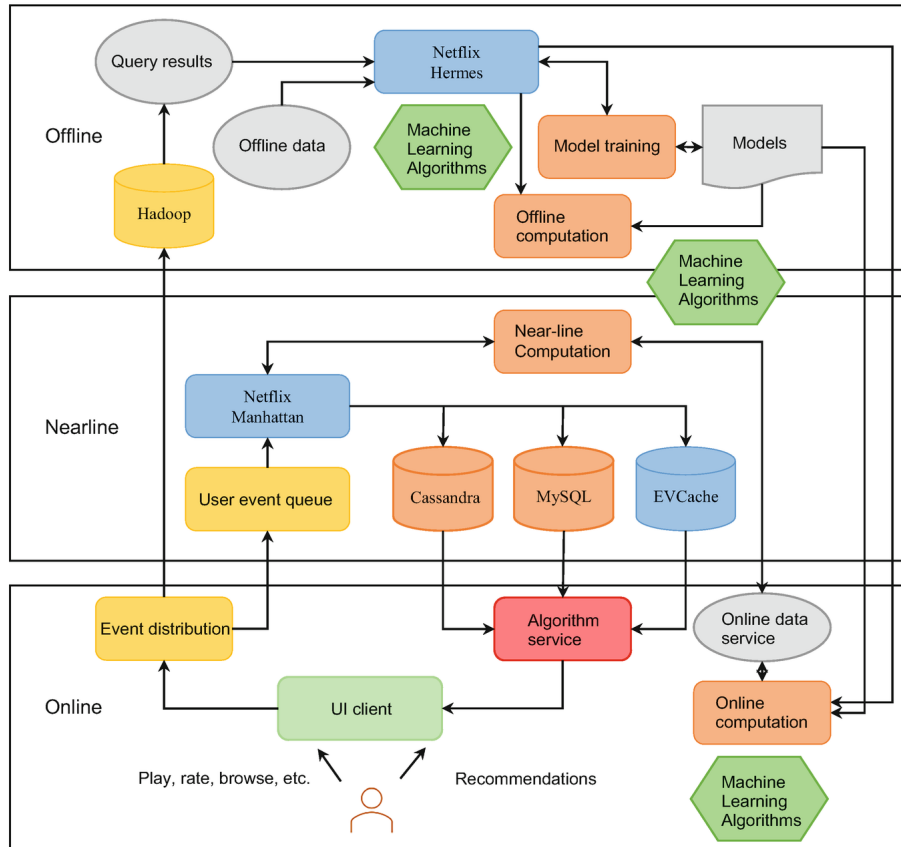 Query results
Netflix
Hermes
Offline
Offline data
Machine
Learning
Algorithms
Model training
Models
Hadoop
Offline
computation
Machine
Learning
Algorithms
Near-line
Computation
Netflix
Manhattan
Nearline
User event queue
Cassandra
MySQL
EVCache
Event distribution
Algorithm
service
Online data
service
Online
UI client
Online
computation
Play, rate, browse, etc.
Recommendations
Machine
Learning
Algorithms